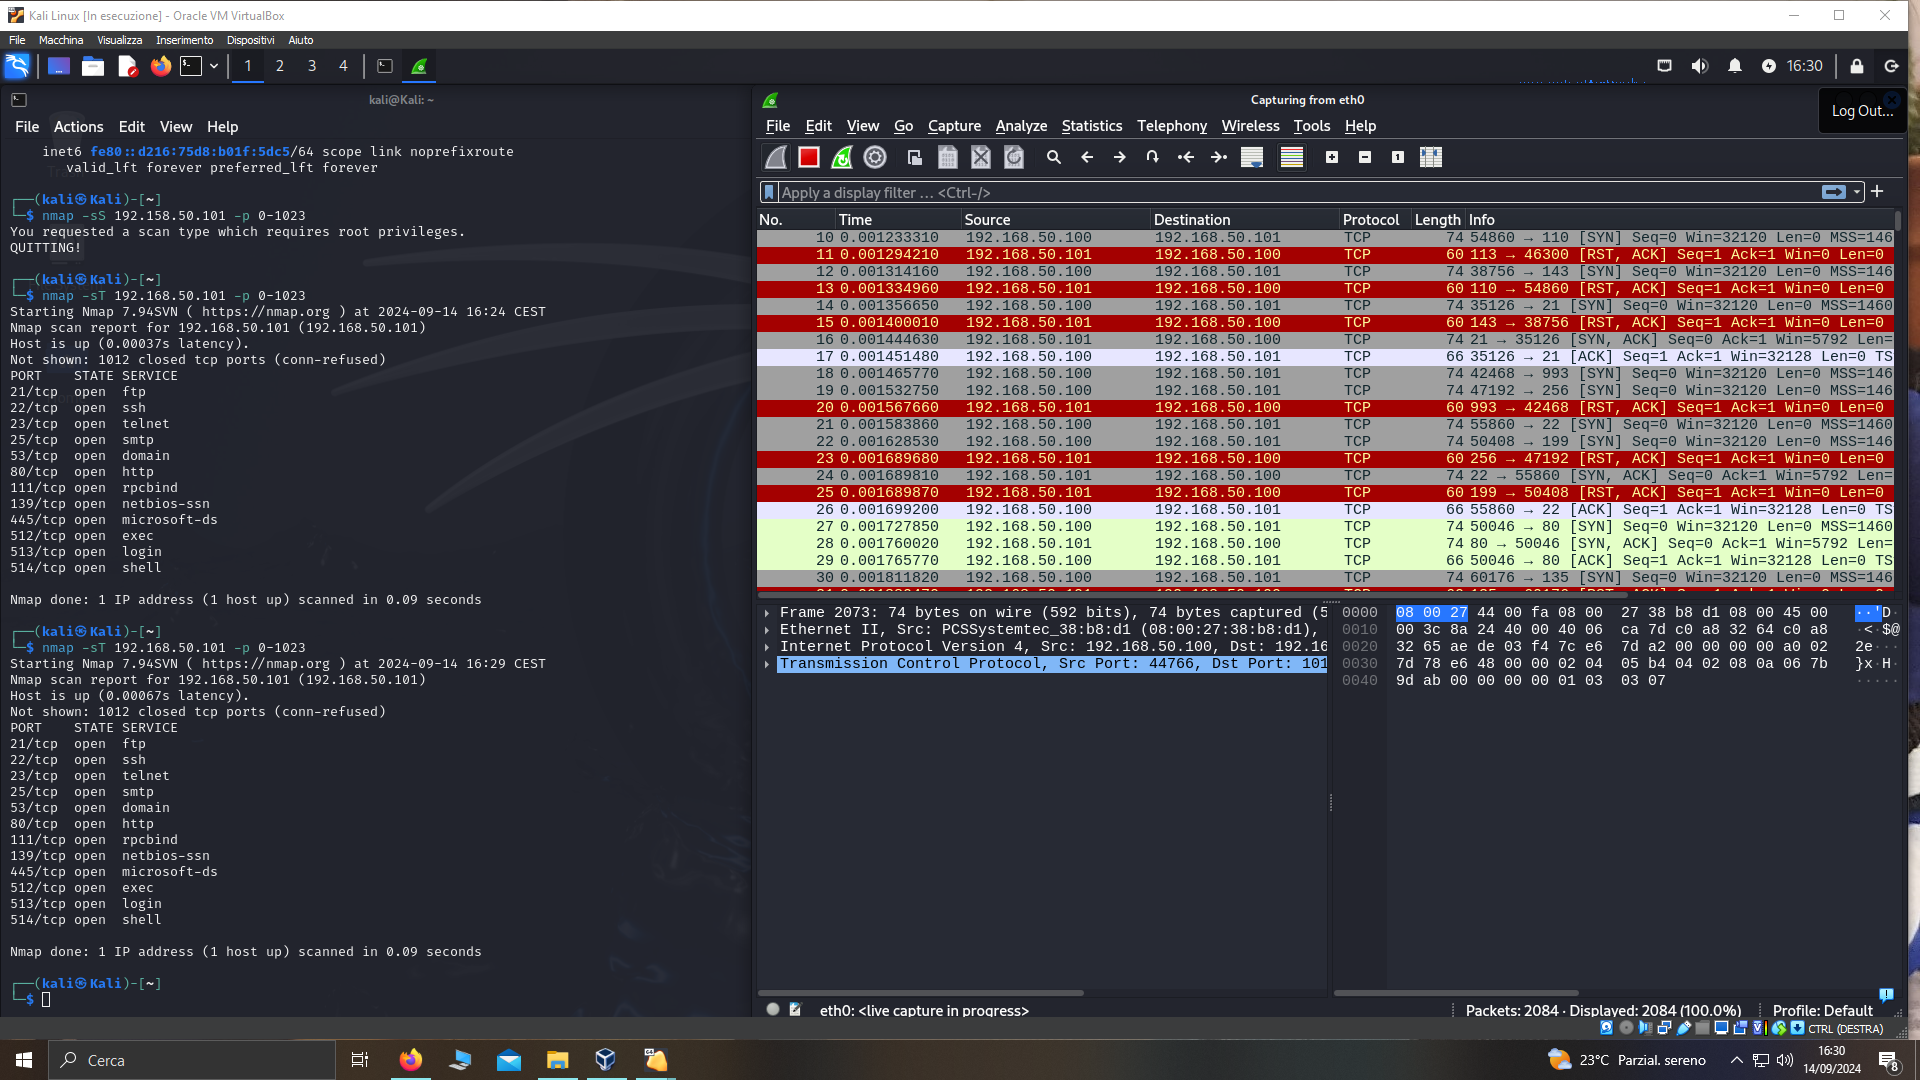 Kali Linux [In esecuzione] - Oracle VM VirtualBox
File Macchina Visualizza Inserimento Dispositivi Aiuto
1 2 3 4
16:30
kali@Kali: ~
File Actions Edit View Help
inet6 fe80::d216:75d8:b01f:5dc5/64 scope link noprefixroute
valid_lft forever preferred_lft forever
┌──(kali㉿Kali)-[~]
└─$ nmap -sS 192.158.50.101 -p 0-1023
You requested a scan type which requires root privileges.
QUITTING!
┌──(kali㉿Kali)-[~]
└─$ nmap -sT 192.168.50.101 -p 0-1023
Starting Nmap 7.94SVN ( https://nmap.org ) at 2024-09-14 16:24 CEST
Nmap scan report for 192.168.50.101 (192.168.50.101)
Host is up (0.00037s latency).
Not shown: 1012 closed tcp ports (conn-refused)
PORT STATE SERVICE
21/tcp open ftp
22/tcp open ssh
23/tcp open telnet
25/tcp open smtp
53/tcp open domain
80/tcp open http
111/tcp open rpcbind
139/tcp open netbios-ssn
445/tcp open microsoft-ds
512/tcp open exec
513/tcp open login
514/tcp open shell
Nmap done: 1 IP address (1 host up) scanned in 0.09 seconds
┌──(kali㉿Kali)-[~]
└─$ nmap -sT 192.168.50.101 -p 0-1023
Starting Nmap 7.94SVN ( https://nmap.org ) at 2024-09-14 16:29 CEST
Nmap scan report for 192.168.50.101 (192.168.50.101)
Host is up (0.00067s latency).
Not shown: 1012 closed tcp ports (conn-refused)
PORT STATE SERVICE
21/tcp open ftp
22/tcp open ssh
23/tcp open telnet
25/tcp open smtp
53/tcp open domain
80/tcp open http
111/tcp open rpcbind
139/tcp open netbios-ssn
445/tcp open microsoft-ds
512/tcp open exec
513/tcp open login
514/tcp open shell
Nmap done: 1 IP address (1 host up) scanned in 0.09 seconds
┌──(kali㉿Kali)-[~]
└─$
Capturing from eth0
Log Out...
File Edit View Go Capture Analyze Statistics Telephony Wireless Tools Help
Apply a display filter … <Ctrl-/>
No. Time Source Destination Protocol Length Info
10 0.001233310 192.168.50.100 192.168.50.101 TCP 74 54860 → 110 [SYN] Seq=0 Win=32120 Len=0 MSS=146
11 0.001294210 192.168.50.101 192.168.50.100 TCP 60 113 → 46300 [RST, ACK] Seq=1 Ack=1 Win=0 Len=0
12 0.001314160 192.168.50.100 192.168.50.101 TCP 74 38756 → 143 [SYN] Seq=0 Win=32120 Len=0 MSS=146
13 0.001334960 192.168.50.101 192.168.50.100 TCP 60 110 → 54860 [RST, ACK] Seq=1 Ack=1 Win=0 Len=0
14 0.001356650 192.168.50.100 192.168.50.101 TCP 74 35126 → 21 [SYN] Seq=0 Win=32120 Len=0 MSS=1460
15 0.001400010 192.168.50.101 192.168.50.100 TCP 60 143 → 38756 [RST, ACK] Seq=1 Ack=1 Win=0 Len=0
16 0.001444630 192.168.50.101 192.168.50.100 TCP 74 21 → 35126 [SYN, ACK] Seq=0 Ack=1 Win=5792 Len=
17 0.001451480 192.168.50.100 192.168.50.101 TCP 66 35126 → 21 [ACK] Seq=1 Ack=1 Win=32128 Len=0 TS
18 0.001465770 192.168.50.100 192.168.50.101 TCP 74 42468 → 993 [SYN] Seq=0 Win=32120 Len=0 MSS=146
19 0.001532750 192.168.50.100 192.168.50.101 TCP 74 47192 → 256 [SYN] Seq=0 Win=32120 Len=0 MSS=146
20 0.001567660 192.168.50.101 192.168.50.100 TCP 60 993 → 42468 [RST, ACK] Seq=1 Ack=1 Win=0 Len=0
21 0.001583860 192.168.50.100 192.168.50.101 TCP 74 55860 → 22 [SYN] Seq=0 Win=32120 Len=0 MSS=1460
22 0.001628530 192.168.50.100 192.168.50.101 TCP 74 50408 → 199 [SYN] Seq=0 Win=32120 Len=0 MSS=146
23 0.001689680 192.168.50.101 192.168.50.100 TCP 60 256 → 47192 [RST, ACK] Seq=1 Ack=1 Win=0 Len=0
24 0.001689810 192.168.50.101 192.168.50.100 TCP 74 22 → 55860 [SYN, ACK] Seq=0 Ack=1 Win=5792 Len=
25 0.001689870 192.168.50.101 192.168.50.100 TCP 60 199 → 50408 [RST, ACK] Seq=1 Ack=1 Win=0 Len=0
26 0.001699200 192.168.50.100 192.168.50.101 TCP 66 55860 → 22 [ACK] Seq=1 Ack=1 Win=32128 Len=0 TS
27 0.001727850 192.168.50.100 192.168.50.101 TCP 74 50046 → 80 [SYN] Seq=0 Win=32120 Len=0 MSS=1460
28 0.001760020 192.168.50.101 192.168.50.100 TCP 74 80 → 50046 [SYN, ACK] Seq=0 Ack=1 Win=5792 Len=
29 0.001765770 192.168.50.100 192.168.50.101 TCP 66 50046 → 80 [ACK] Seq=1 Ack=1 Win=32128 Len=0 TS
30 0.001811820 192.168.50.100 192.168.50.101 TCP 74 60176 → 135 [SYN] Seq=0 Win=32120 Len=0 MSS=146
Frame 2073: 74 bytes on wire (592 bits), 74 bytes captured (5
Ethernet II, Src: PCSSystemtec_38:b8:d1 (08:00:27:38:b8:d1),
Internet Protocol Version 4, Src: 192.168.50.100, Dst: 192.16
Transmission Control Protocol, Src Port: 44766, Dst Port: 101
0000 08 00 27 44 00 fa 08 00 27 38 b8 d1 08 00 45 00 ··'D·
0010 00 3c 8a 24 40 00 40 06 ca 7d c0 a8 32 64 c0 a8 ·<·$@
0020 32 65 ae de 03 f4 7c e6 7d a2 00 00 00 00 a0 02 2e···
0030 7d 78 e6 48 00 00 02 04 05 b4 04 02 08 0a 06 7b }x·H·
0040 9d ab 00 00 00 00 01 03 03 07 ·····
eth0: <live capture in progress>
Packets: 2084 · Displayed: 2084 (100.0%)
Profile: Default
CTRL (DESTRA)
Cerca
23°C Parzial. sereno
16:30
14/09/2024
8